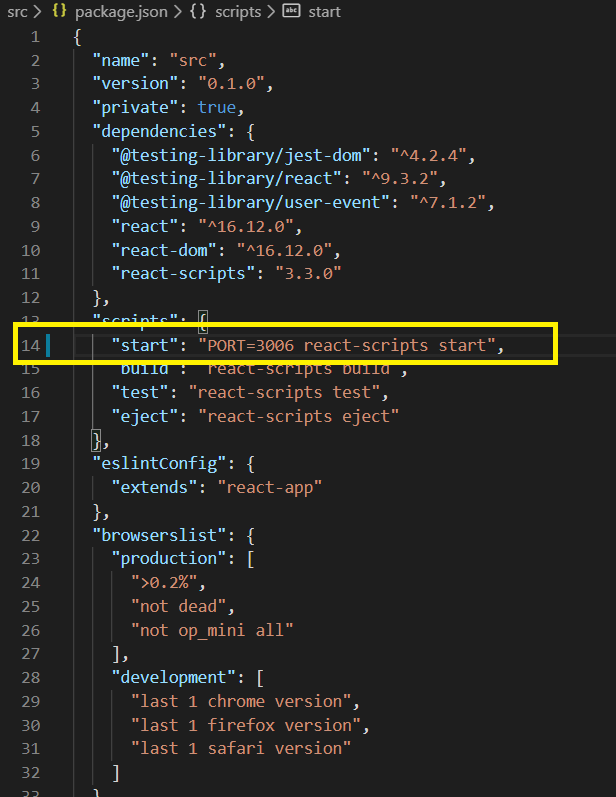 src > {} package.json > {} scripts > abc start
1 {
2 "name": "src",
3 "version": "0.1.0",
4 "private": true,
5 "dependencies": {
6 "@testing-library/jest-dom": "^4.2.4",
7 "@testing-library/react": "^9.3.2",
8 "@testing-library/user-event": "^7.1.2",
9 "react": "^16.12.0",
10 "react-dom": "^16.12.0",
11 "react-scripts": "3.3.0"
12 },
13 "scripts": {
14 "start": "PORT=3006 react-scripts start",
15 "build": "react-scripts build",
16 "test": "react-scripts test",
17 "eject": "react-scripts eject"
18 },
19 "eslintConfig": {
20 "extends": "react-app"
21 },
22 "browserslist": {
23 "production": [
24 ">0.2%",
25 "not dead",
26 "not op_mini all"
27 ],
28 "development": [
29 "last 1 chrome version",
30 "last 1 firefox version",
31 "last 1 safari version"
32 ]
33 }